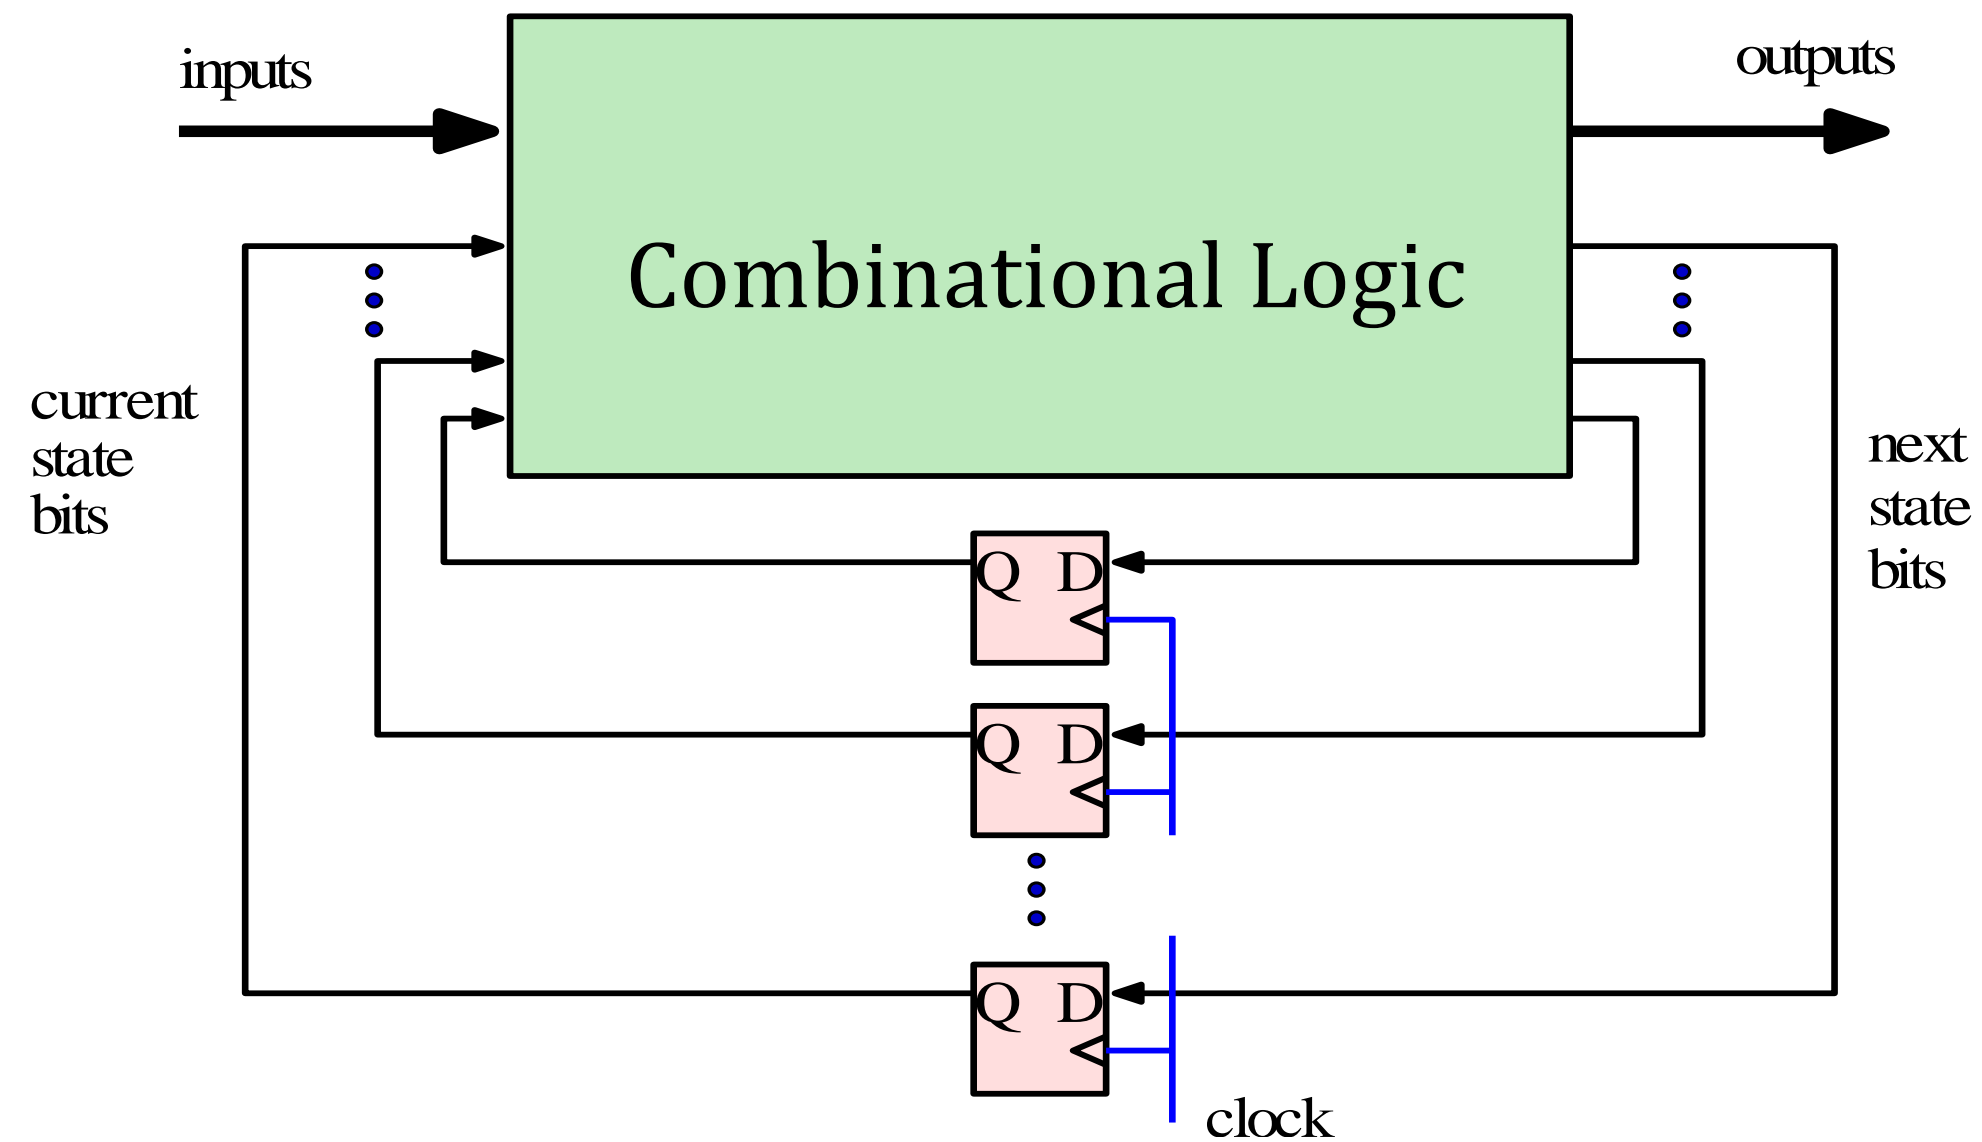 inputs
outputs
Combinational Logic
current
state
bits
next
state
bits
Q D
Q D
Q D
clock